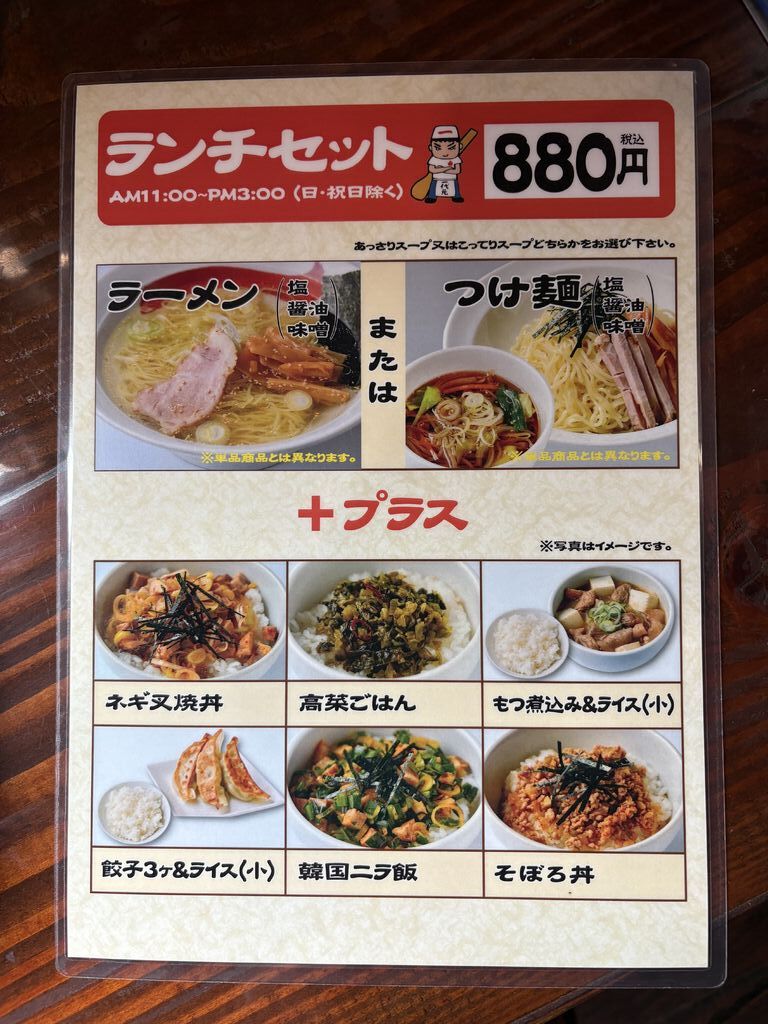 ランチセット
AM11:00~PM3:00（日・祝日除く）
税込
880円
あっさりスープ又はこってりスープどちらかをお選び下さい。
ラーメン（塩 醤油 味噌）
または
つけ麺（塩 醤油 味噌）
※単品商品とは異なります。
※単品商品とは異なります。
＋プラス
※写真はイメージです。
ネギ叉焼丼
高菜ごはん
もつ煮込み&ライス(小)
餃子3ヶ&ライス(小)
韓国ニラ飯
そぼろ丼